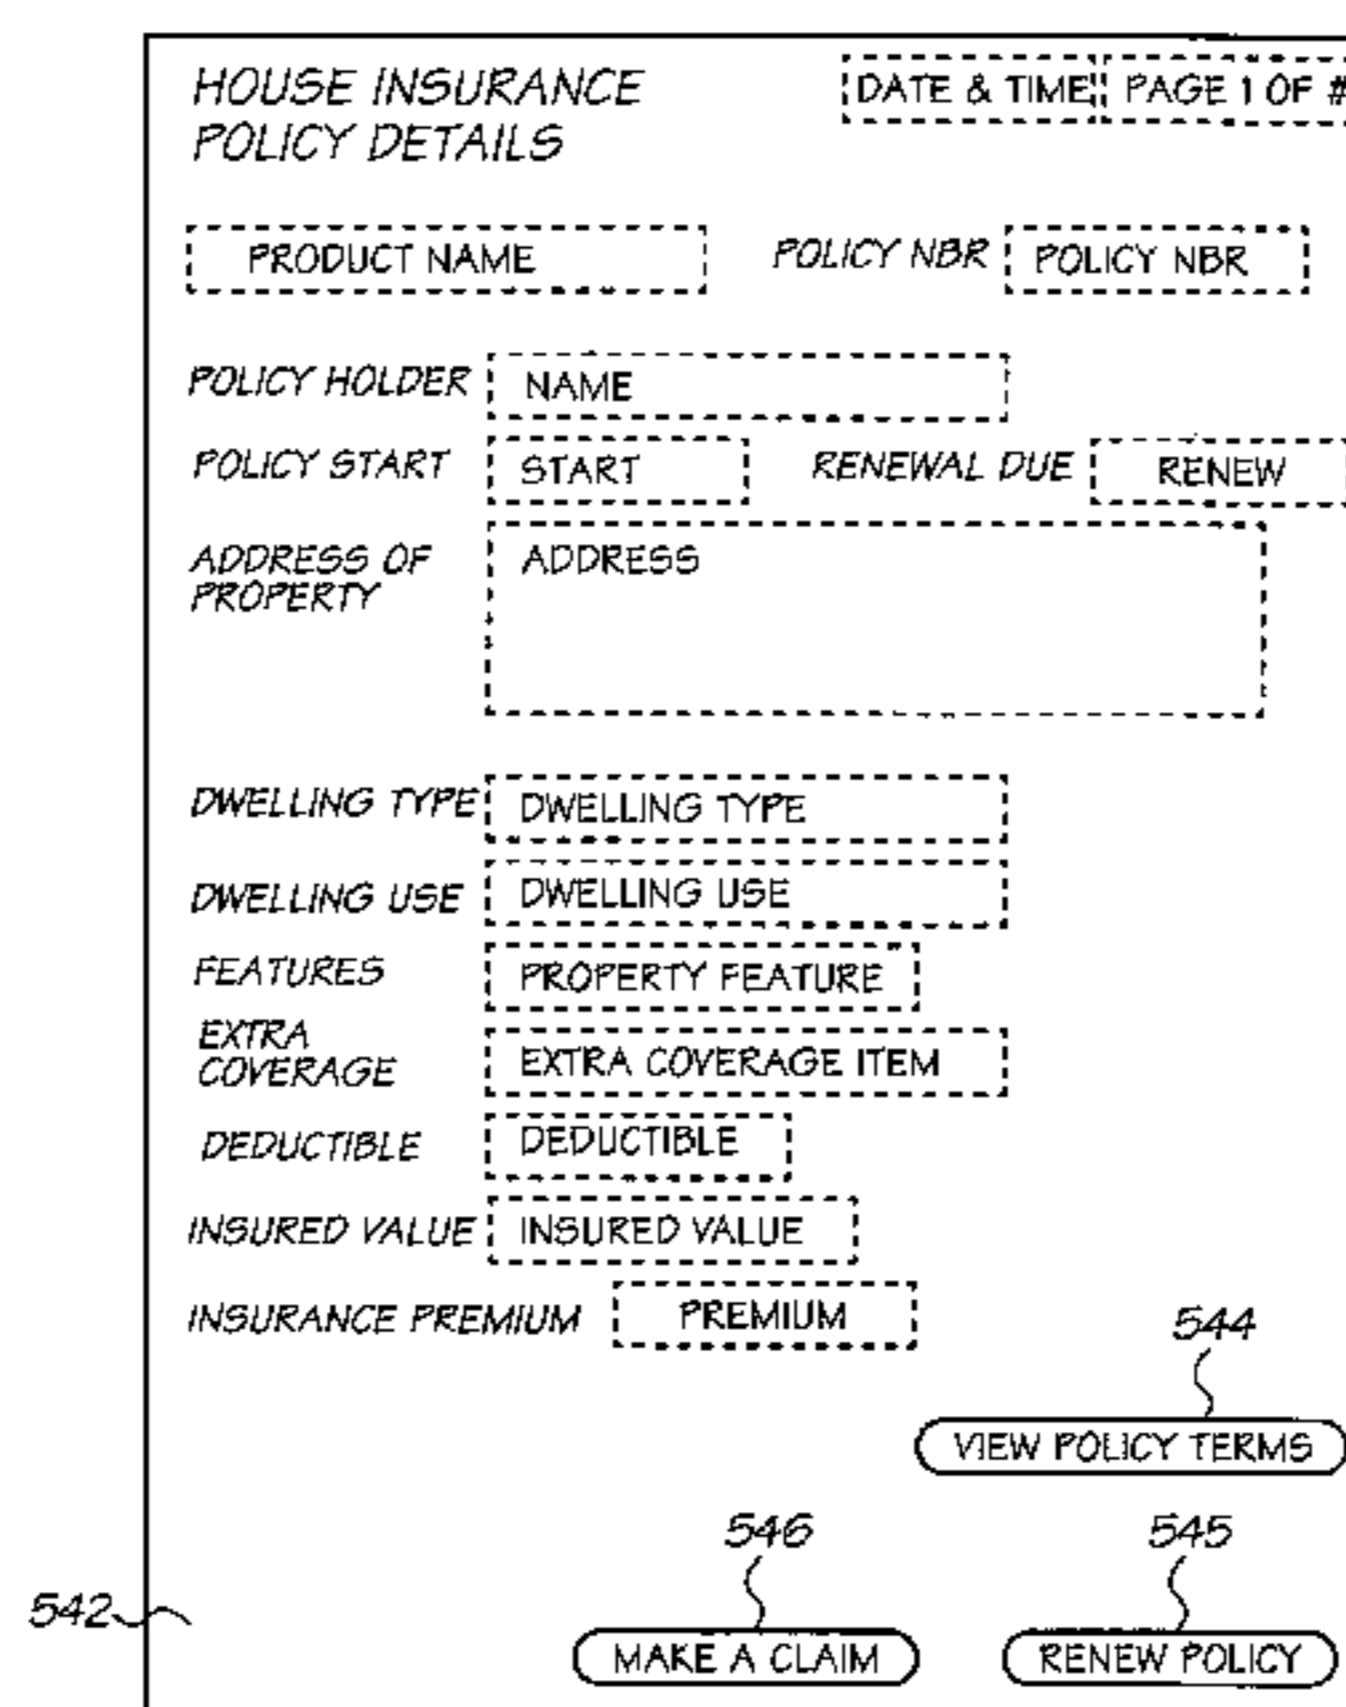 HOUSE INSURANCE
POLICY DETAILS
DATE & TIME PAGE 1 OF #
PRODUCT NAME POLICY NBR POLICY NBR
POLICY HOLDER NAME
POLICY START START RENEWAL DUE RENEW
ADDRESS OF
PROPERTY
ADDRESS
DWELLING TYPE DWELLING TYPE
DWELLING USE DWELLING USE
FEATURES PROPERTY FEATURE
EXTRA
COVERAGE
EXTRA COVERAGE ITEM
DEDUCTIBLE DEDUCTIBLE
INSURED VALUE INSURED VALUE
INSURANCE PREMIUM PREMIUM
544
VIEW POLICY TERMS
546 545
542
MAKE A CLAIM RENEW POLICY